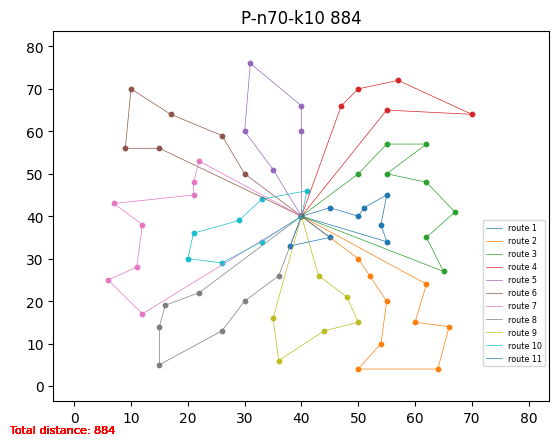 P-n70-k10 884
80
70
60
50
40
30
20
10
0
0 10 20 30 40 50 60 70 80
route 1
route 2
route 3
route 4
route 5
route 6
route 7
route 8
route 9
route 10
route 11
Total distance: 884